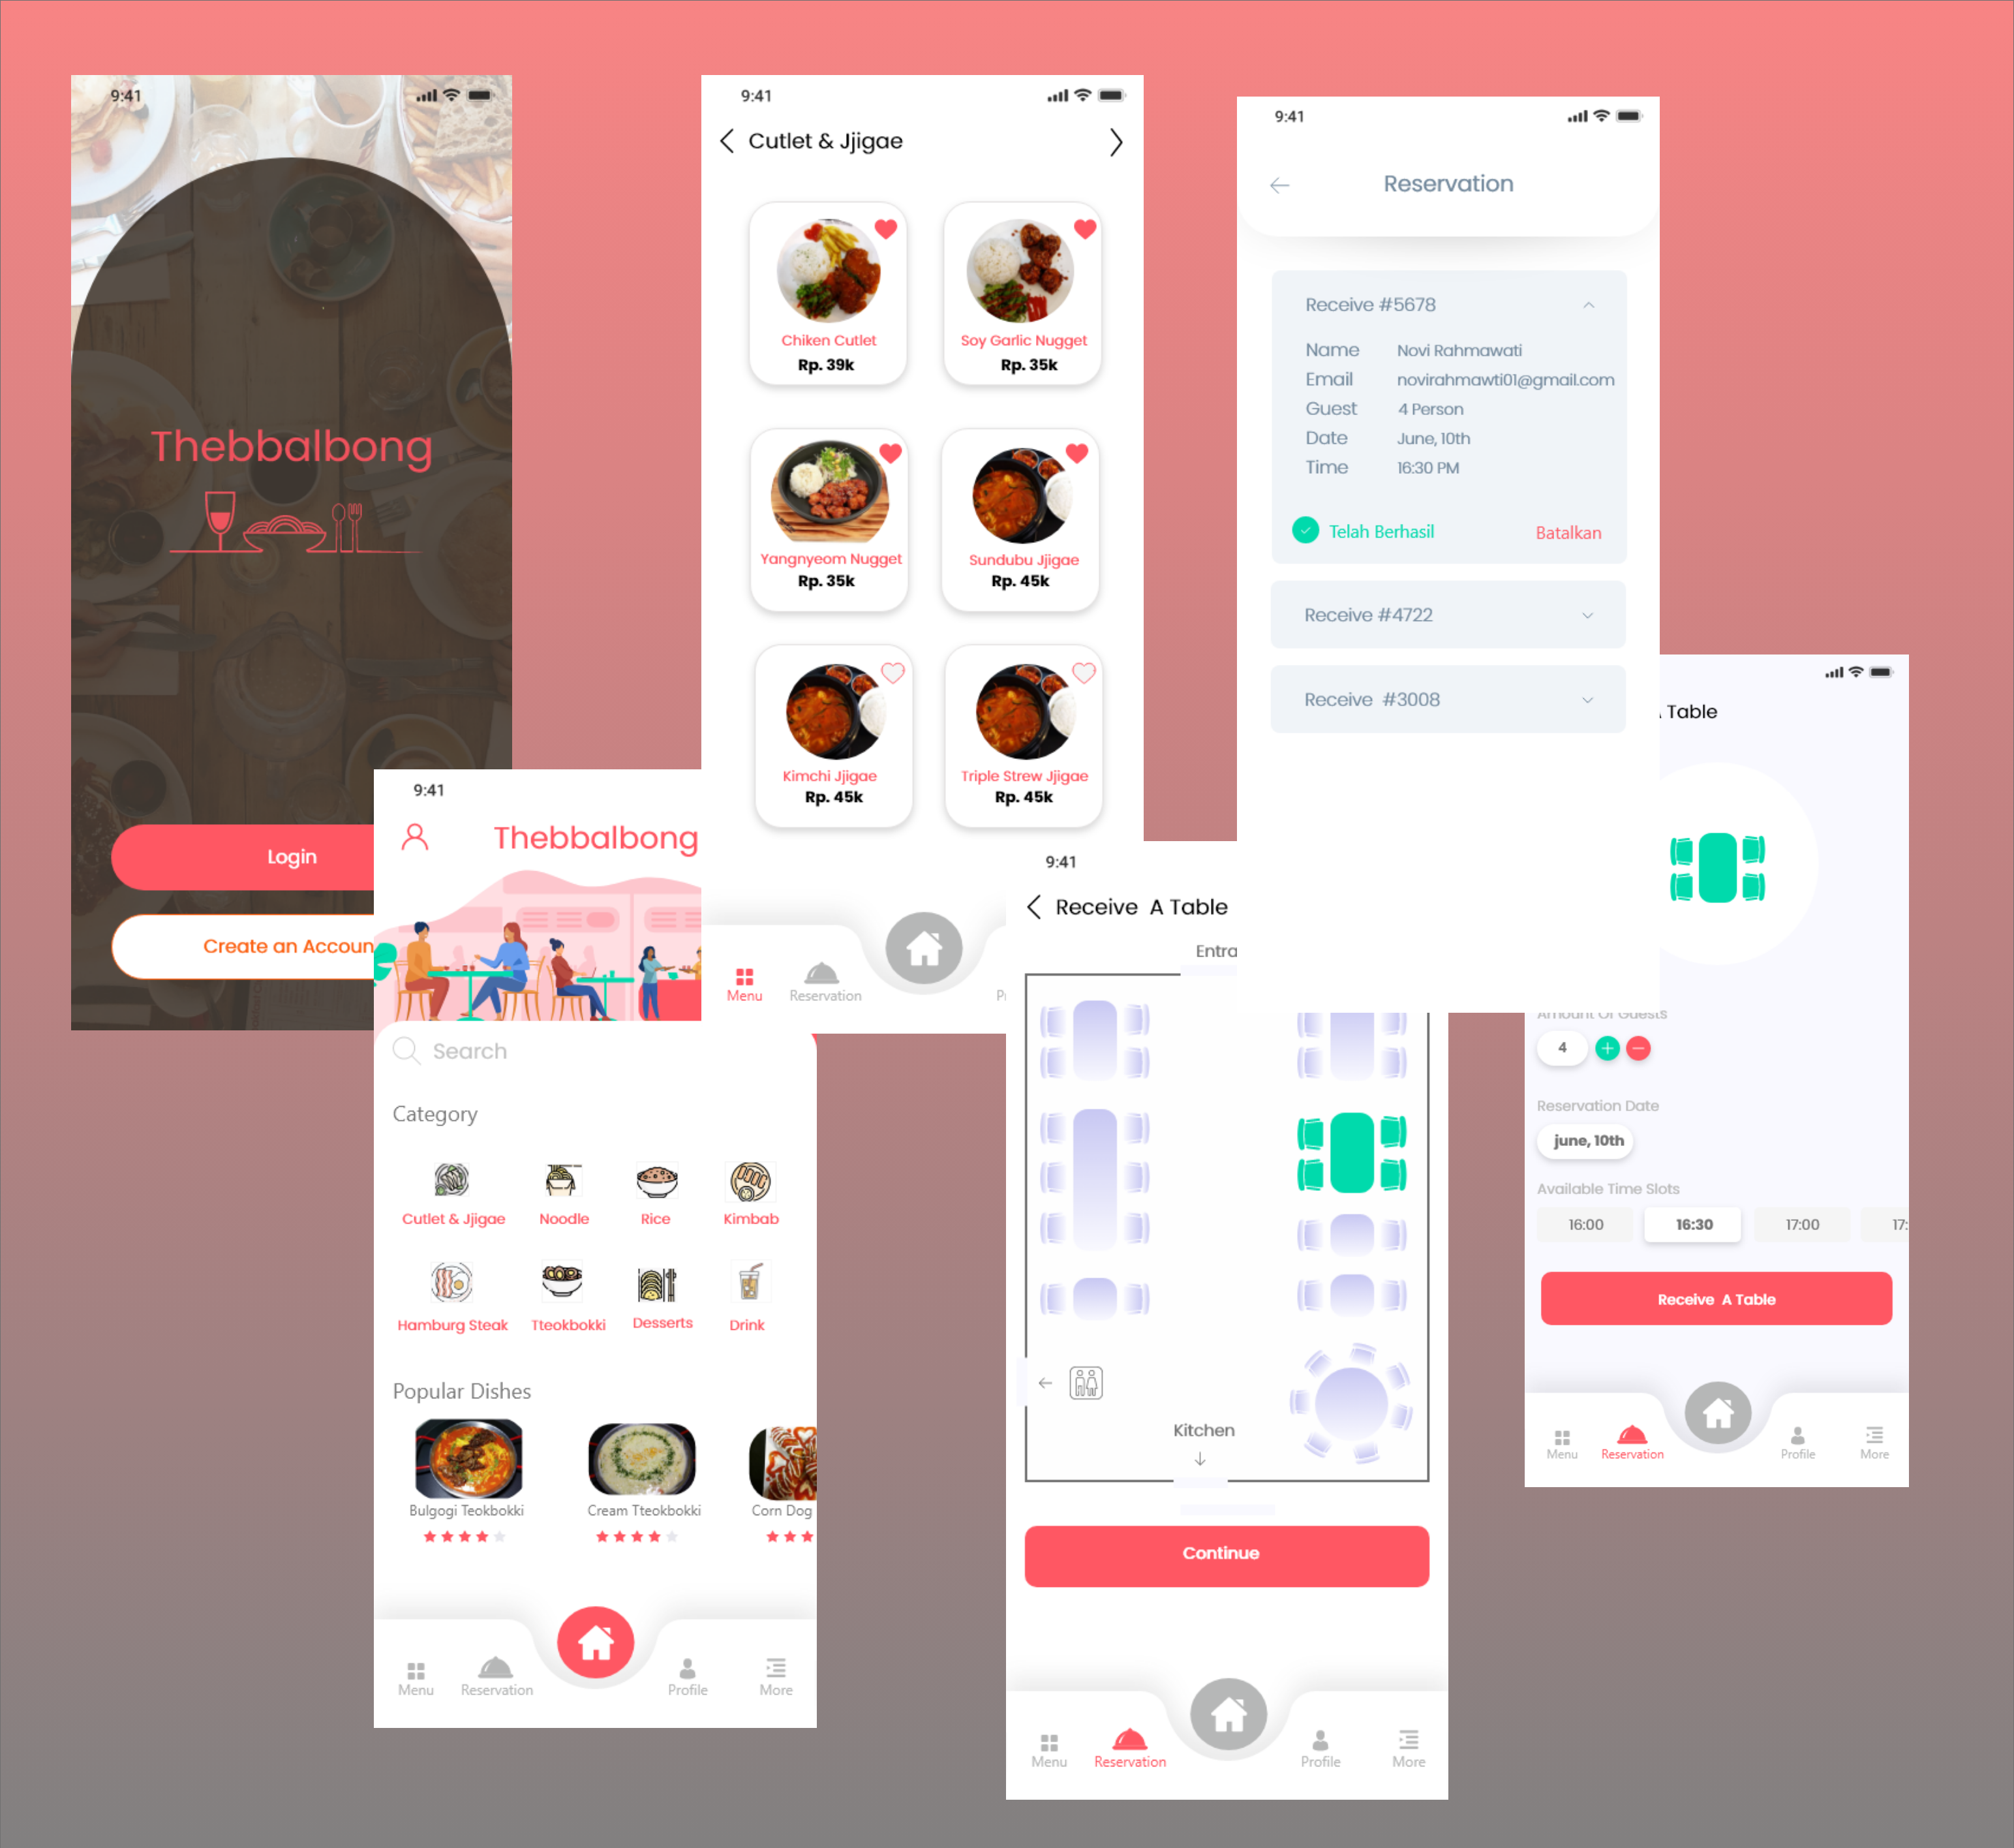 9:41
Thebbalbong
Login
Create an Accoun
9:41
Thebbalbong
Search
Category
Cutlet & Jjigae Noodle Rice Kimbab
Hamburg Steak Tteokbokki Desserts Drink
Popular Dishes
Bulgogi Teokbokki Cream Tteokbokki Corn Dog
Menu Reservation Profile More
9:41
Cutlet & Jjigae
Chiken Cutlet Soy Garlic Nugget
Rp. 39k Rp. 35k
Yangnyeom Nugget Sundubu Jjigae
Rp. 35k Rp. 45k
Kimchi Jjigae Triple Strew Jjigae
Rp. 45k Rp. 45k
Menu Reservation P
9:41
Receive A Table
Entra
Kitchen
Continue
Menu Reservation Profile More
9:41
Reservation
Receive #5678
Name Novi Rahmawati
Email novirahmawti01@gmail.com
Guest 4 Person
Date June, 10th
Time 16:30 PM
Telah Berhasil Batalkan
Receive #4722
Receive #3008
Table
Amount Of Guests
4
Reservation Date
june, 10th
Available Time Slots
16:00 16:30 17:00 17:
Receive A Table
Menu Reservation Profile More